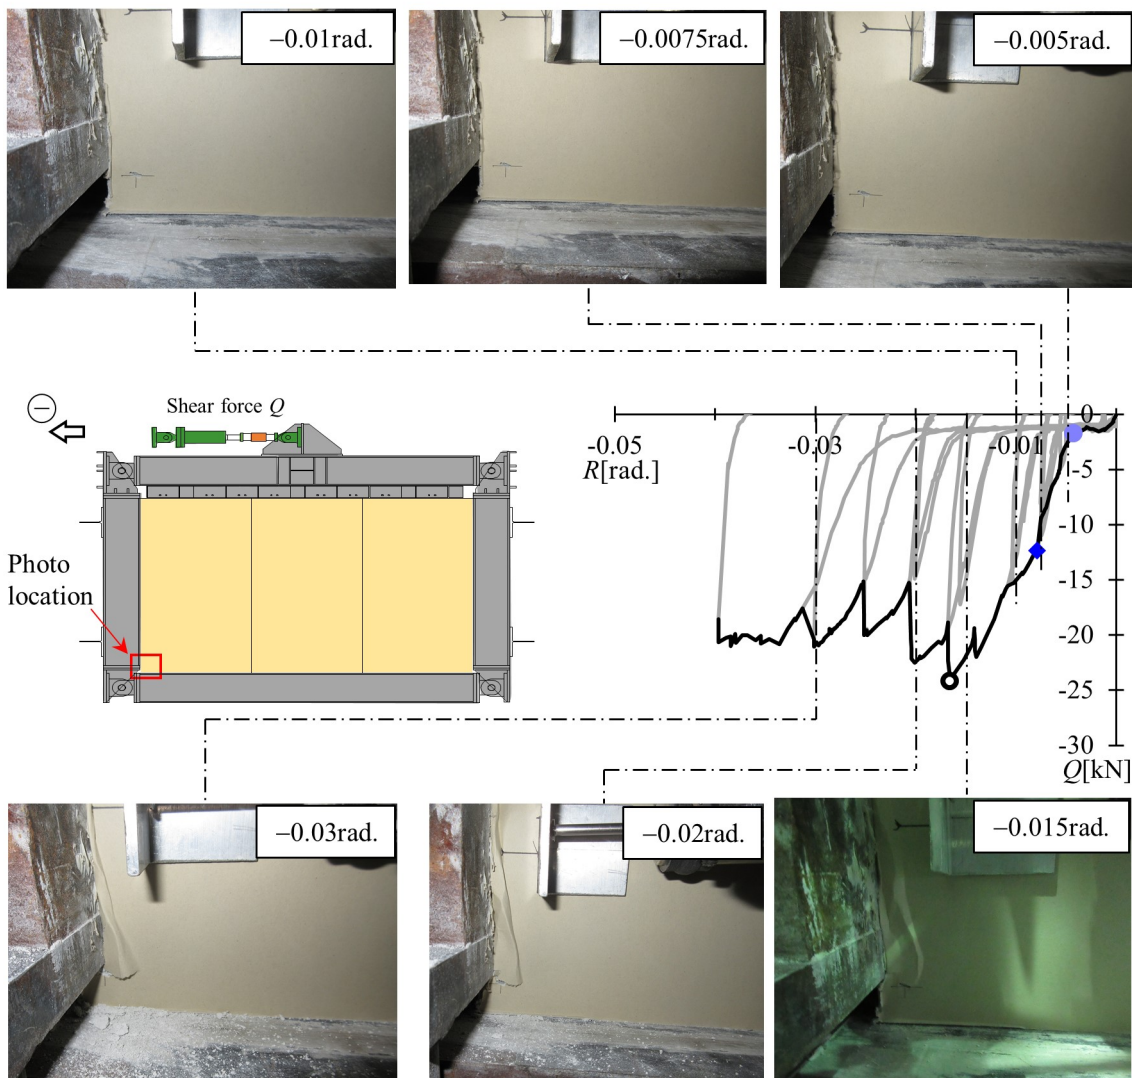 −0.01rad.
−0.0075rad.
−0.005rad.
Shear force Q
Photo
location
0
-0.05
-0.03
-0.01
R[rad.]
-5
-10
-15
-20
-25
-30
Q[kN]
−0.03rad.
−0.02rad.
−0.015rad.